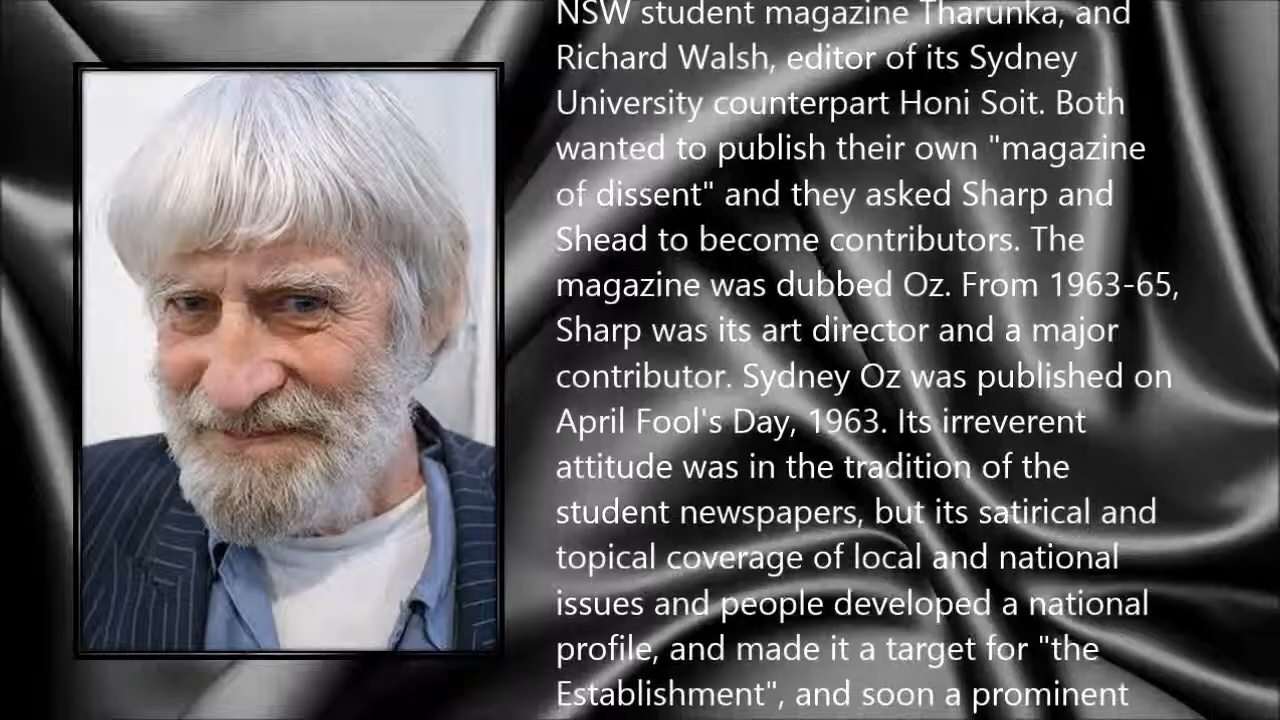 NSW student magazine Tharunka, and
Richard Walsh, editor of its Sydney
University counterpart Honi Soit. Both
wanted to publish their own "magazine
of dissent" and they asked Sharp and
Shead to become contributors. The
magazine was dubbed Oz. From 1963-65,
Sharp was its art director and a major
contributor. Sydney Oz was published on
April Fool's Day, 1963. Its irreverent
attitude was in the tradition of the
student newspapers, but its satirical and
topical coverage of local and national
issues and people developed a national
profile, and made it a target for "the
Establishment", and soon a prominent